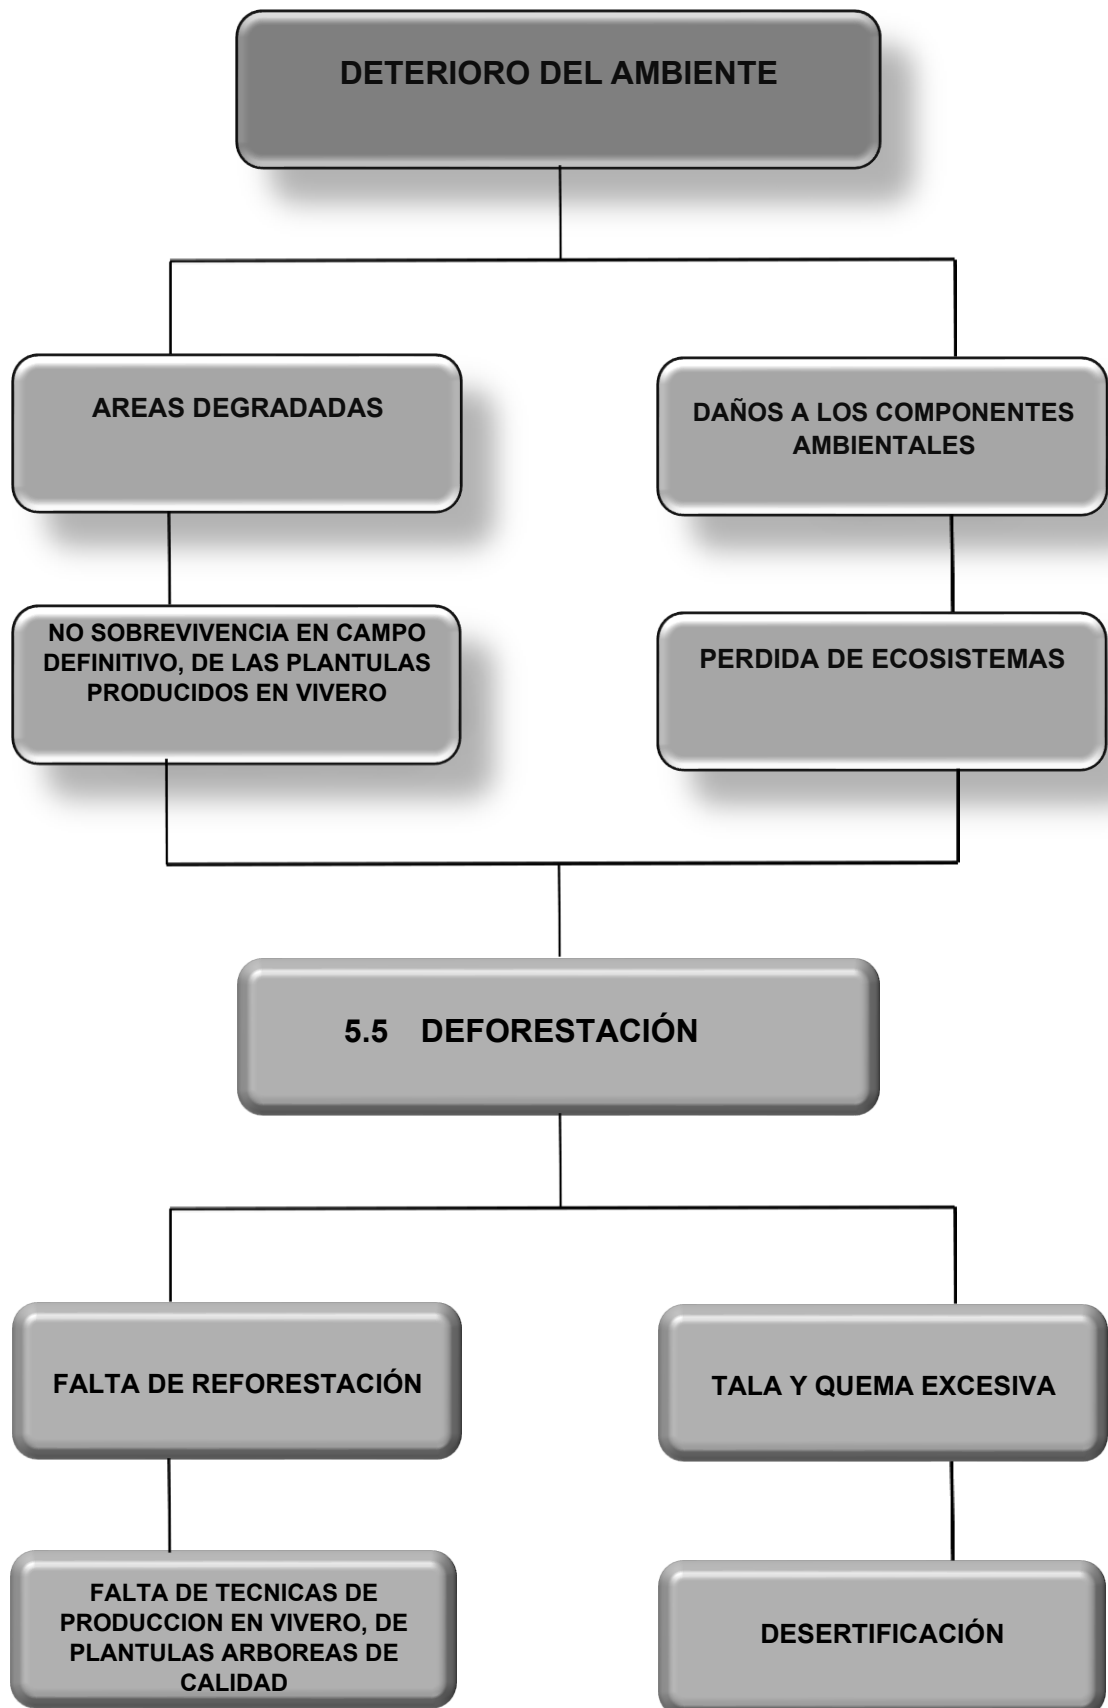 DETERIORO DEL AMBIENTE
AREAS DEGRADADAS
DAÑOS A LOS COMPONENTES
AMBIENTALES
NO SOBREVIVENCIA EN CAMPO
DEFINITIVO, DE LAS PLANTULAS
PRODUCIDOS EN VIVERO
PERDIDA DE ECOSISTEMAS
5.5 DEFORESTACIÓN
FALTA DE REFORESTACIÓN
TALA Y QUEMA EXCESIVA
FALTA DE TECNICAS DE
PRODUCCION EN VIVERO, DE
PLANTULAS ARBOREAS DE
CALIDAD
DESERTIFICACIÓN